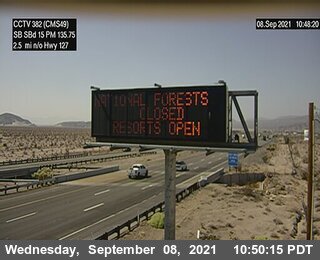 CCTV 382 (CMS49)
SB SBd 15 PM 135.75
2.5 mi n/o Hwy 127
08.Sep 2021 10:48:20
NATIONAL FORESTS
CLOSED
RESORTS OPEN
Wednesday, September 08, 2021 10:50:15 PDT